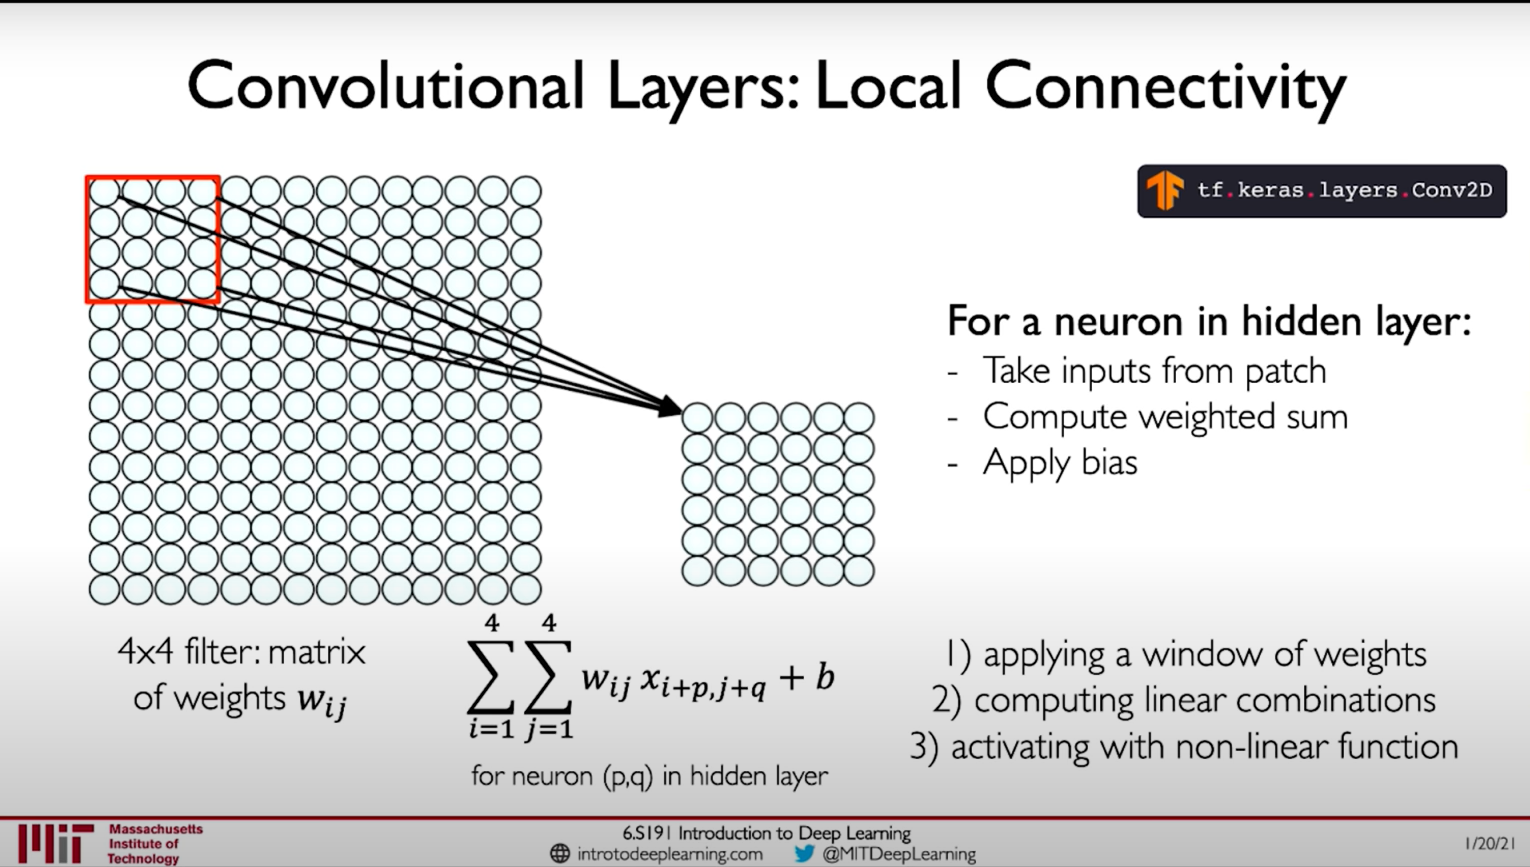 Convolutional Layers: Local Connectivity
tf.keras.layers.Conv2D
For a neuron in hidden layer:
- Take inputs from patch
- Compute weighted sum
- Apply bias
4x4 filter: matrix
of weights w_{ij}
\sum_{i=1}^{4} \sum_{j=1}^{4} w_{ij} x_{i+p,j+q} + b
for neuron (p,q) in hidden layer
1) applying a window of weights
2) computing linear combinations
3) activating with non-linear function
Massachusetts
Institute of
Technology
6.S191 Introduction to Deep Learning
introtodeeplearning.com @MITDeepLearning
1/20/21